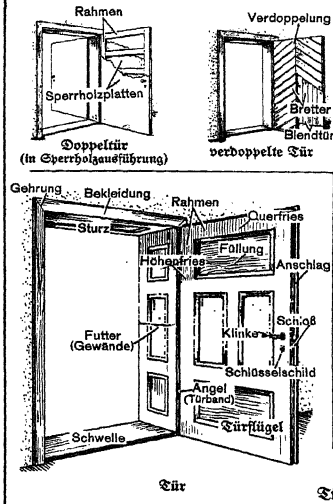 Rahmen
Sperrholzplatten
Doppeltür
(in Sperrholzausführung)
Verdoppelung
Bretter
Blendtür
verdoppelte Tür
Gehrung
Bekleidung
Rahmen
Sturz
Querfries
Höhenfries
Füllung
Anschlag
Futter
(Gewände)
Klinke
Schloß
Schlüsselschild
Angel
(Türband)
Türflügel
Schwelle
Tür